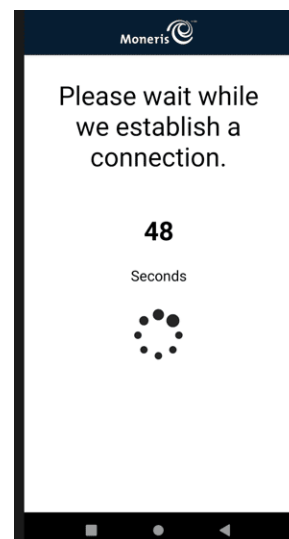 Moneris
Please wait while
we establish a
connection.
48
Seconds